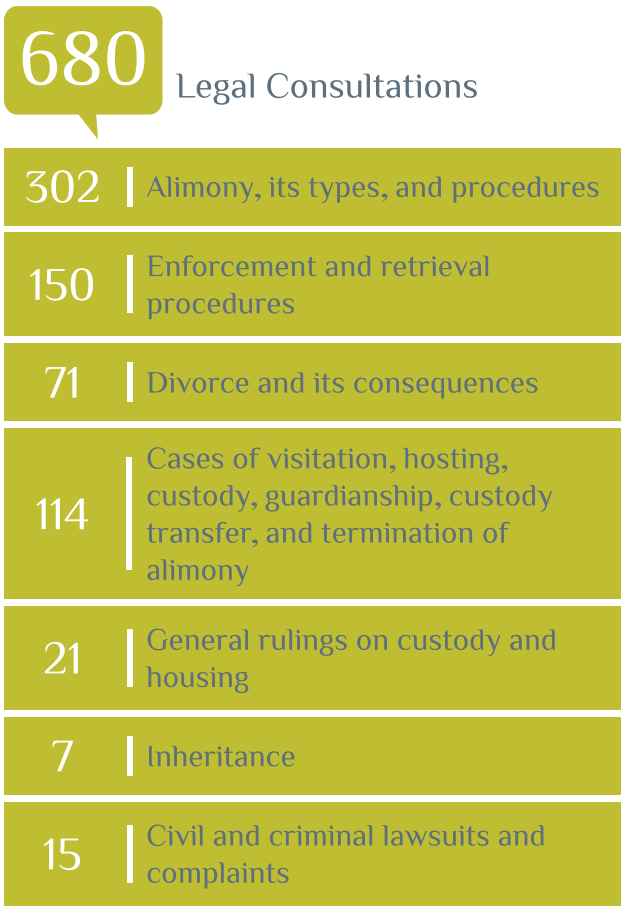 680
Legal Consultations
302
Alimony, its types, and procedures
150
Enforcement and retrieval
procedures
71
Divorce and its consequences
114
Cases of visitation, hosting,
custody, guardianship, custody
transfer, and termination of
alimony
21
General rulings on custody and
housing
7
Inheritance
15
Civil and criminal lawsuits and
complaints